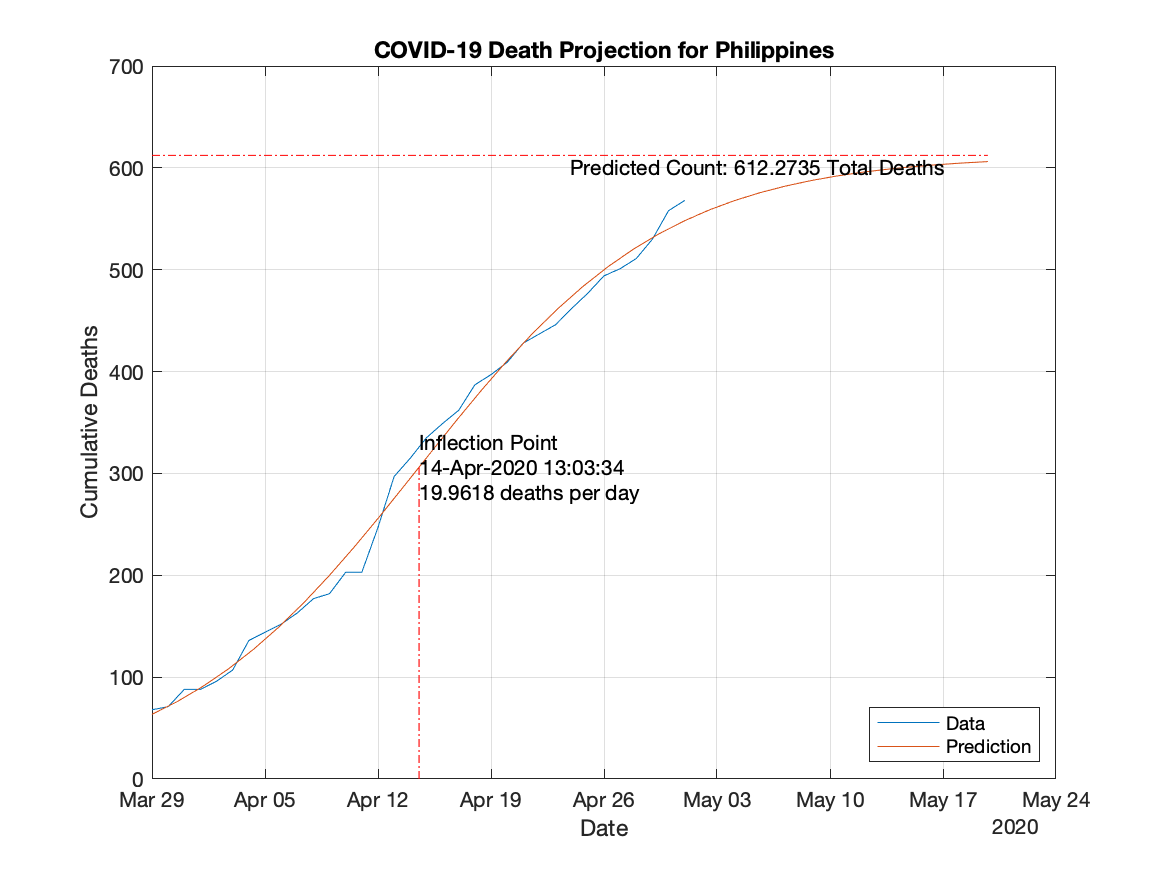 COVID-19 Death Projection for Philippines
700
600
500
400
300
200
100
0
Cumulative Deaths
Predicted Count: 612.2735 Total Deaths
Inflection Point
14-Apr-2020 13:03:34
19.9618 deaths per day
Data
Prediction
Mar 29 Apr 05 Apr 12 Apr 19 Apr 26 May 03 May 10 May 17 May 24
Date
2020